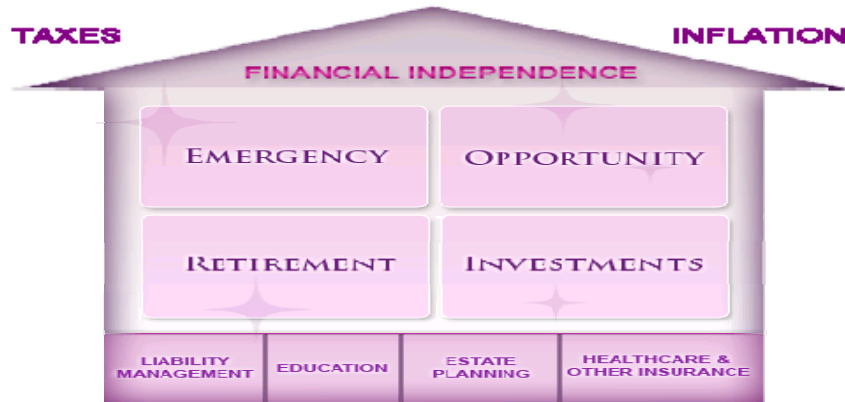 TAXES
INFLATION
FINANCIAL INDEPENDENCE
EMERGENCY
OPPORTUNITY
RETIREMENT
INVESTMENTS
LIABILITY
MANAGEMENT
EDUCATION
ESTATE
PLANNING
HEALTHCARE &
OTHER INSURANCE